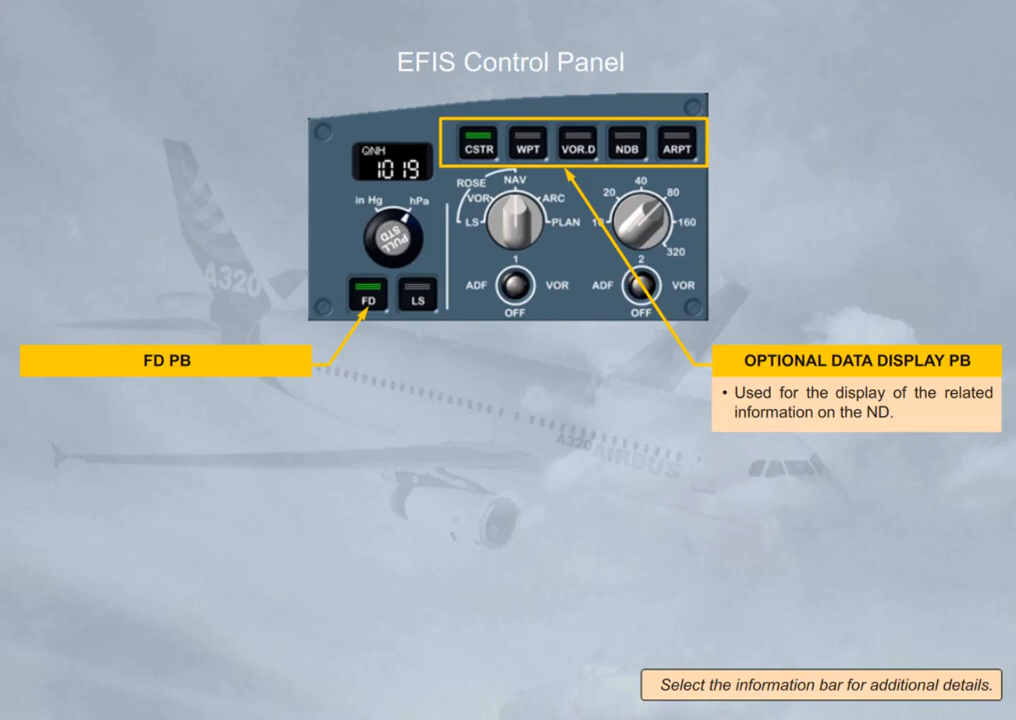 EFIS Control Panel
CSTR WPT VOR.D NDB ARPT
QNH
1019
in Hg hPa
PULL
STD
FD LS
ROSE NAV
VOR ARC
LS PLAN
10 20 40 80 160 320
1
ADF VOR
OFF
2
ADF VOR
OFF
FD PB
OPTIONAL DATA DISPLAY PB
• Used for the display of the related
information on the ND.
A320
A320 AIRBUS
Select the information bar for additional details.